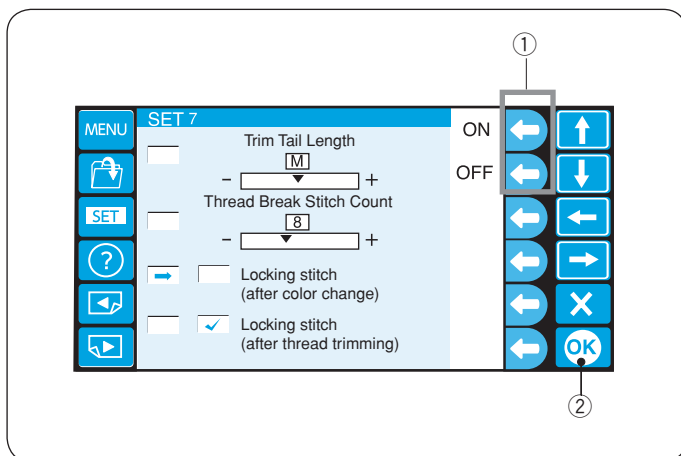 ①
MENU
SET 7
ON
Trim Tail Length
M
OFF
- +
SET
Thread Break Stitch Count
8
- +
?
Locking stitch
(after color change)
Locking stitch
(after thread trimming)
OK
②